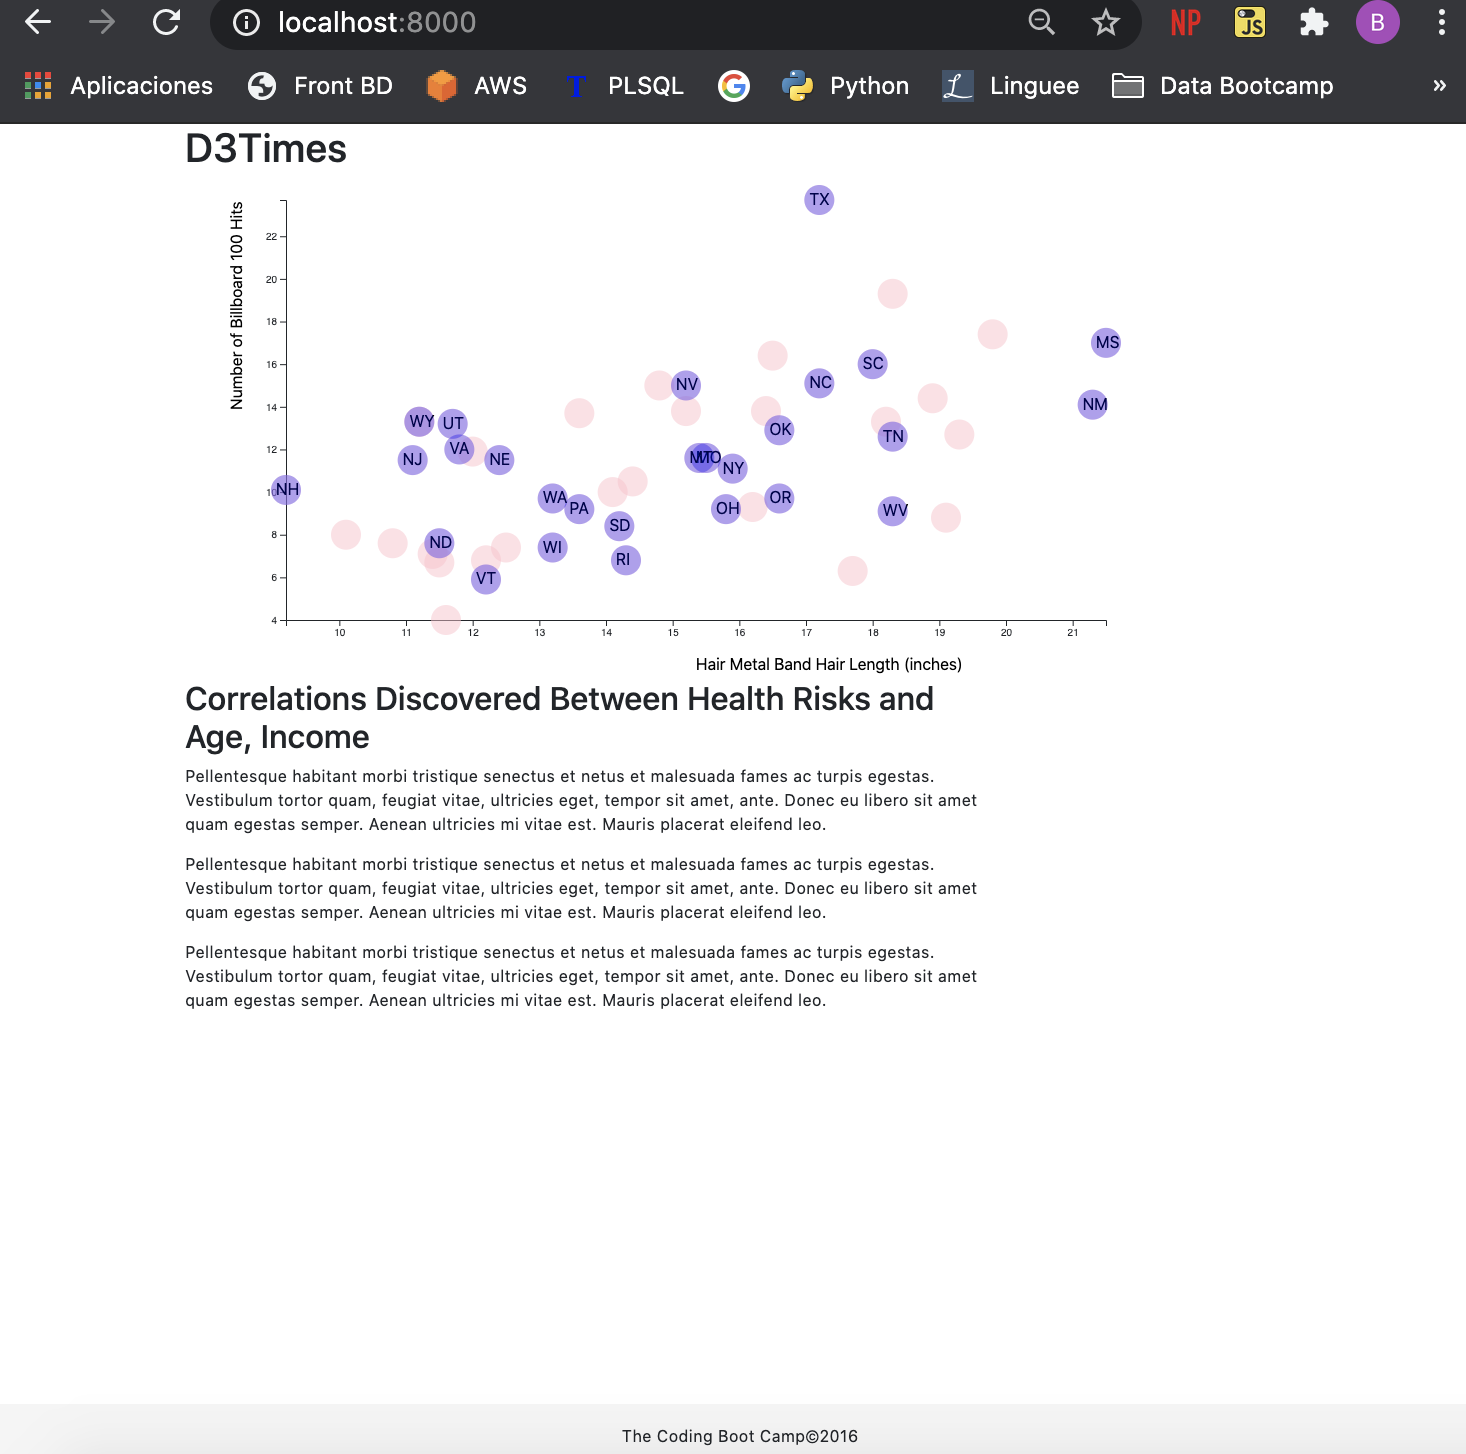 localhost:8000
NP
JS
B
Aplicaciones
Front BD
AWS
T
PLSQL
G
Python
L
Linguee
Data Bootcamp
»
D3Times
Number of Billboard 100 Hits
22
20
18
16
14
12
10
8
6
4
TX
MS
SC
NC
NV
NM
WY
UT
OK
TN
VA
NJ
NE
MT
MO
NY
NH
WA
OR
PA
OH
WV
SD
ND
WI
RI
VT
10
11
12
13
14
15
16
17
18
19
20
21
Hair Metal Band Hair Length (inches)
Correlations Discovered Between Health Risks and
Age, Income
Pellentesque habitant morbi tristique senectus et netus et malesuada fames ac turpis egestas.
Vestibulum tortor quam, feugiat vitae, ultricies eget, tempor sit amet, ante. Donec eu libero sit amet
quam egestas semper. Aenean ultricies mi vitae est. Mauris placerat eleifend leo.
Pellentesque habitant morbi tristique senectus et netus et malesuada fames ac turpis egestas.
Vestibulum tortor quam, feugiat vitae, ultricies eget, tempor sit amet, ante. Donec eu libero sit amet
quam egestas semper. Aenean ultricies mi vitae est. Mauris placerat eleifend leo.
Pellentesque habitant morbi tristique senectus et netus et malesuada fames ac turpis egestas.
Vestibulum tortor quam, feugiat vitae, ultricies eget, tempor sit amet, ante. Donec eu libero sit amet
quam egestas semper. Aenean ultricies mi vitae est. Mauris placerat eleifend leo.
The Coding Boot Camp©2016